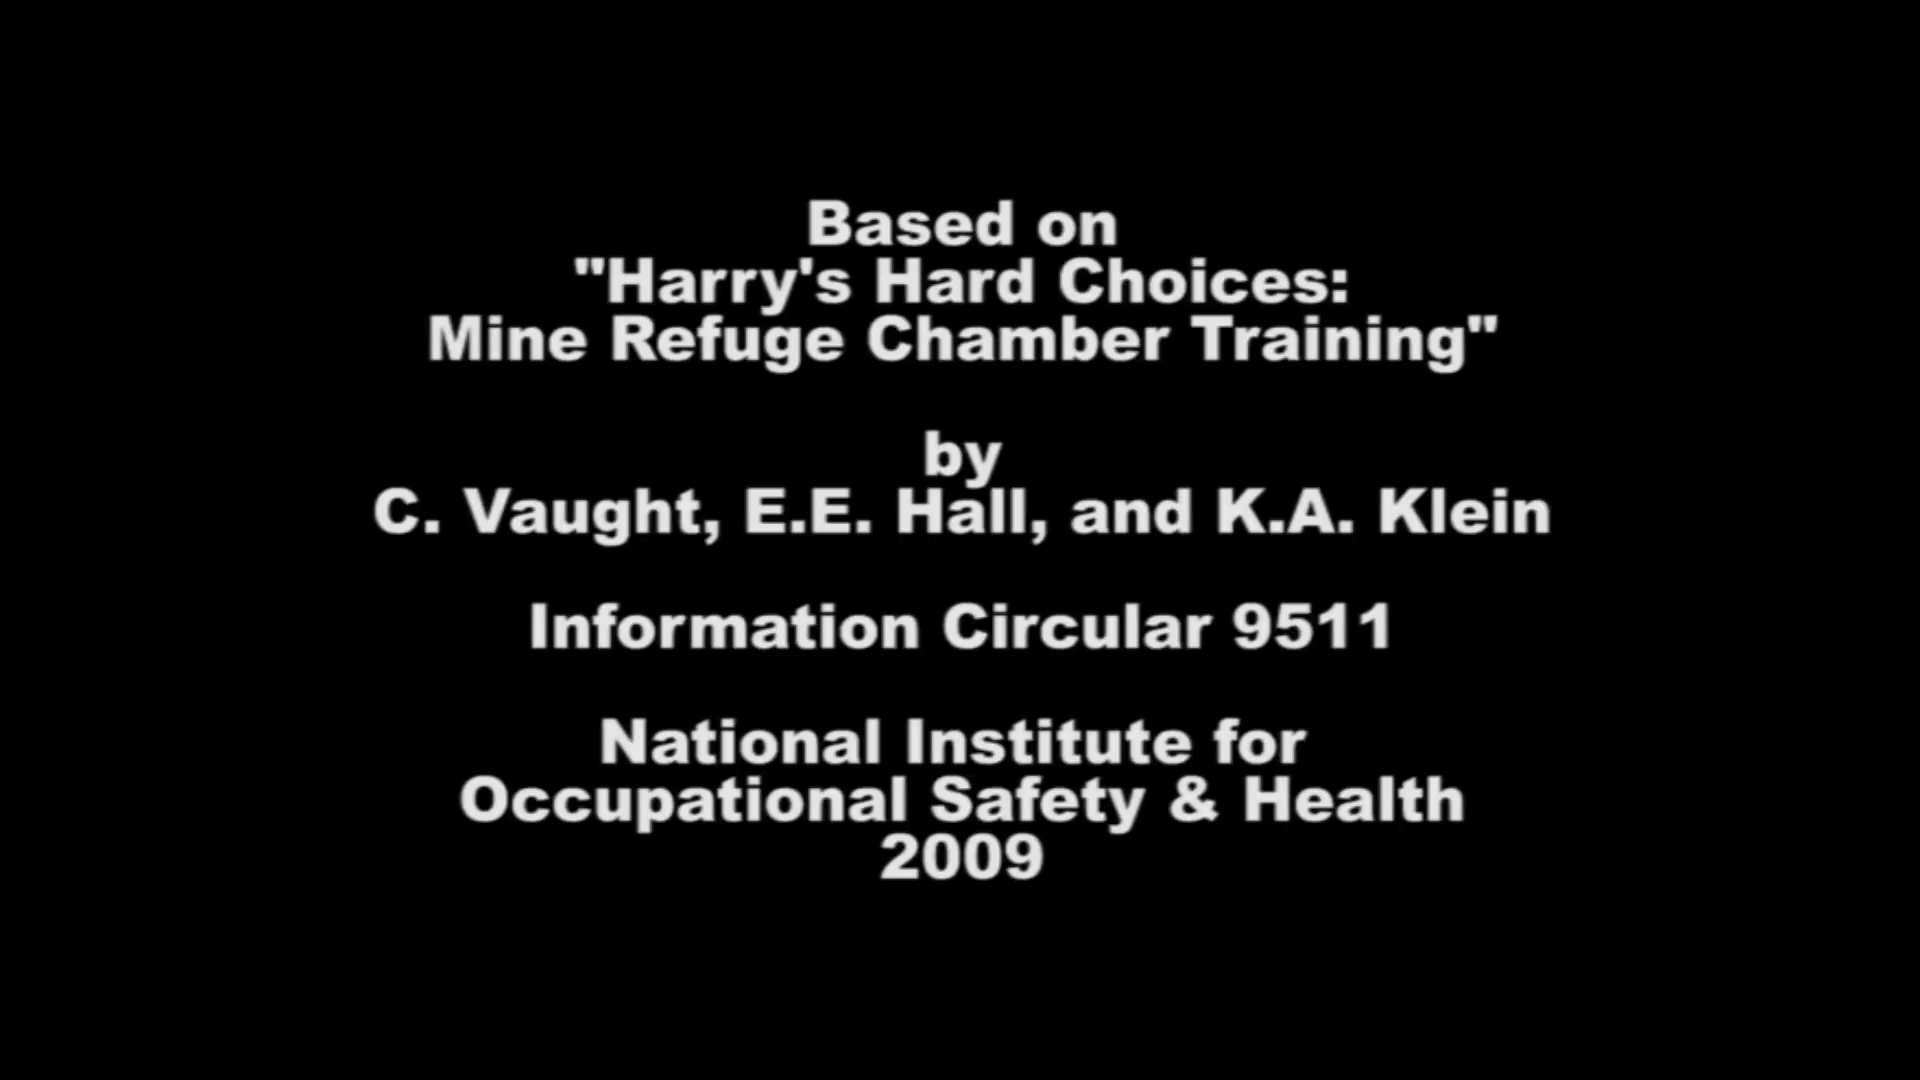 Based on
"Harry's Hard Choices:
Mine Refuge Chamber Training"
by
C. Vaught, E.E. Hall, and K.A. Klein
Information Circular 9511
National Institute for
Occupational Safety & Health
2009